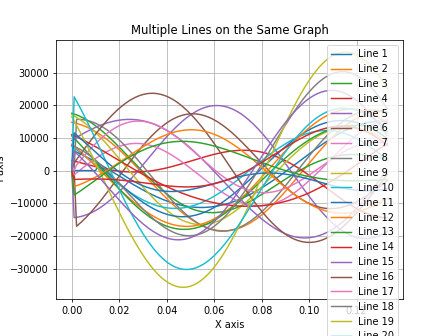 Multiple Lines on the Same Graph
30000
20000
10000
0
−10000
−20000
−30000
axis
0.00
0.02
0.04
0.06
0.08
0.10
X axis
Line 1
Line 2
Line 3
Line 4
Line 5
Line 6
Line 7
Line 8
Line 9
Line 10
Line 11
Line 12
Line 13
Line 14
Line 15
Line 16
Line 17
Line 18
Line 19
Line 20